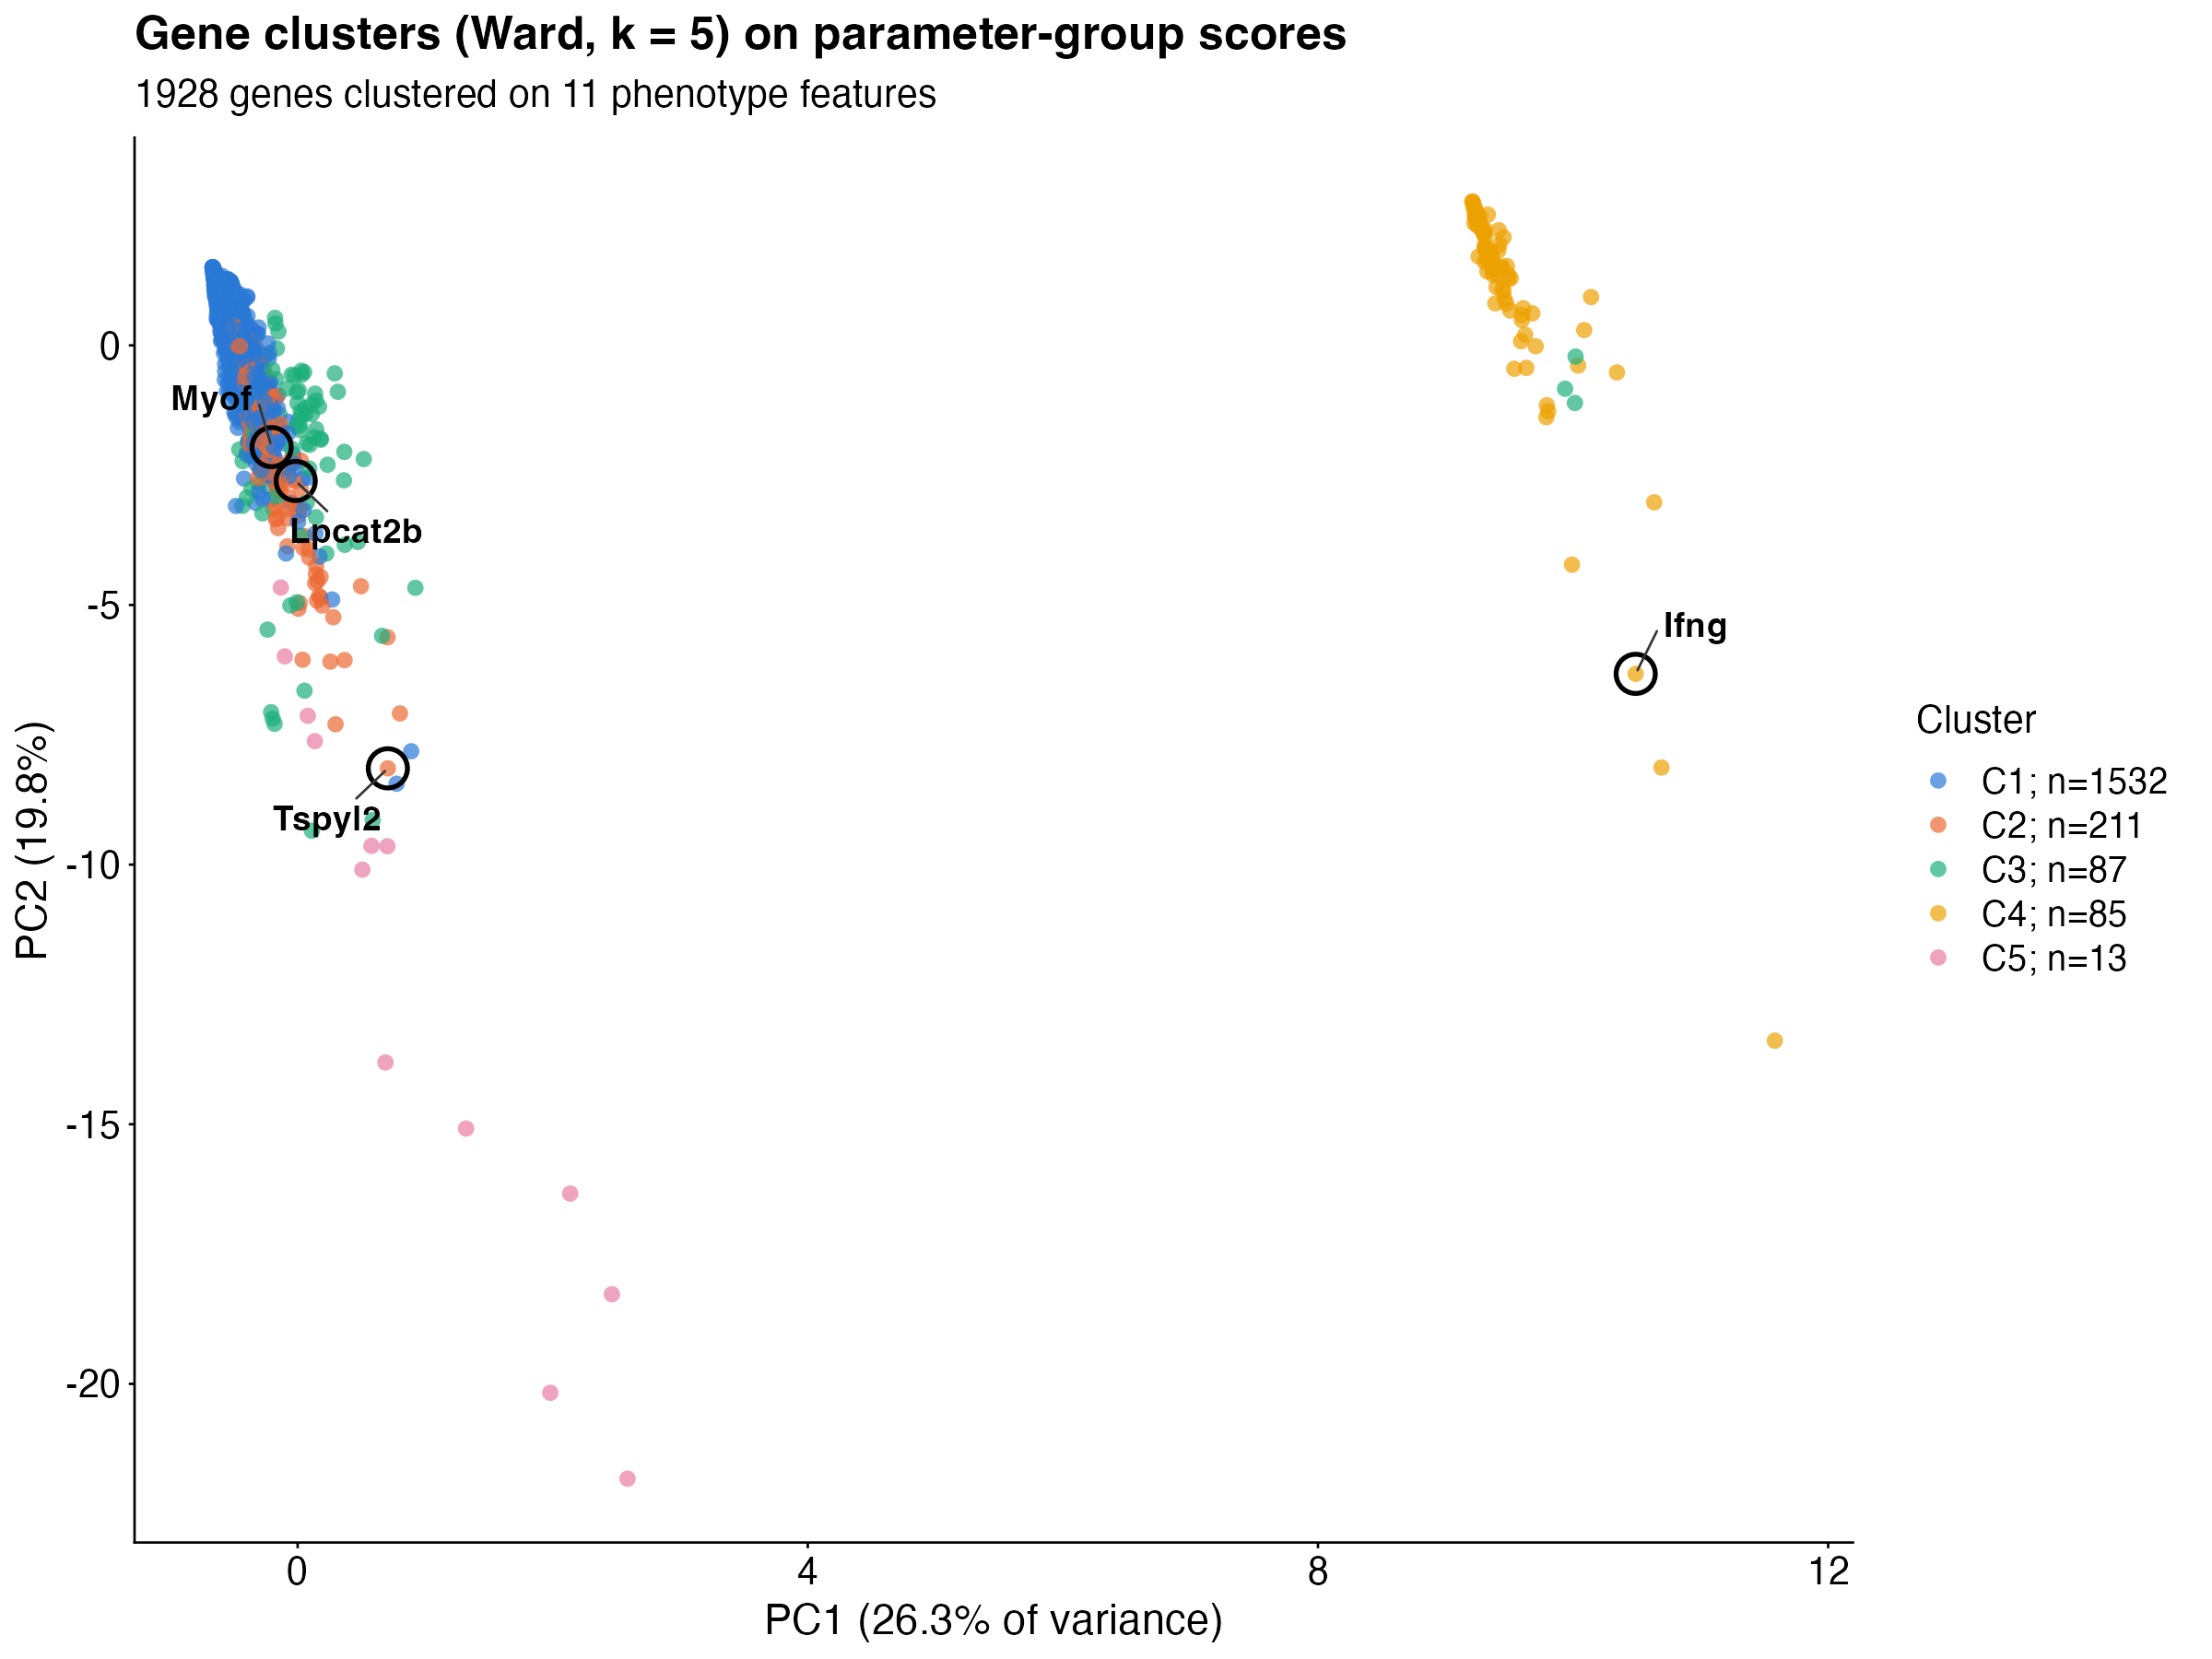 Gene clusters (Ward, k = 5) on parameter-group scores
1928 genes clustered on 11 phenotype features
0
-5
-10
-15
-20
PC2 (19.8%)
Myof
Lpcat2b
Tspyl2
Ifng
Cluster
C1; n=1532
C2; n=211
C3; n=87
C4; n=85
C5; n=13
0
4
8
12
PC1 (26.3% of variance)